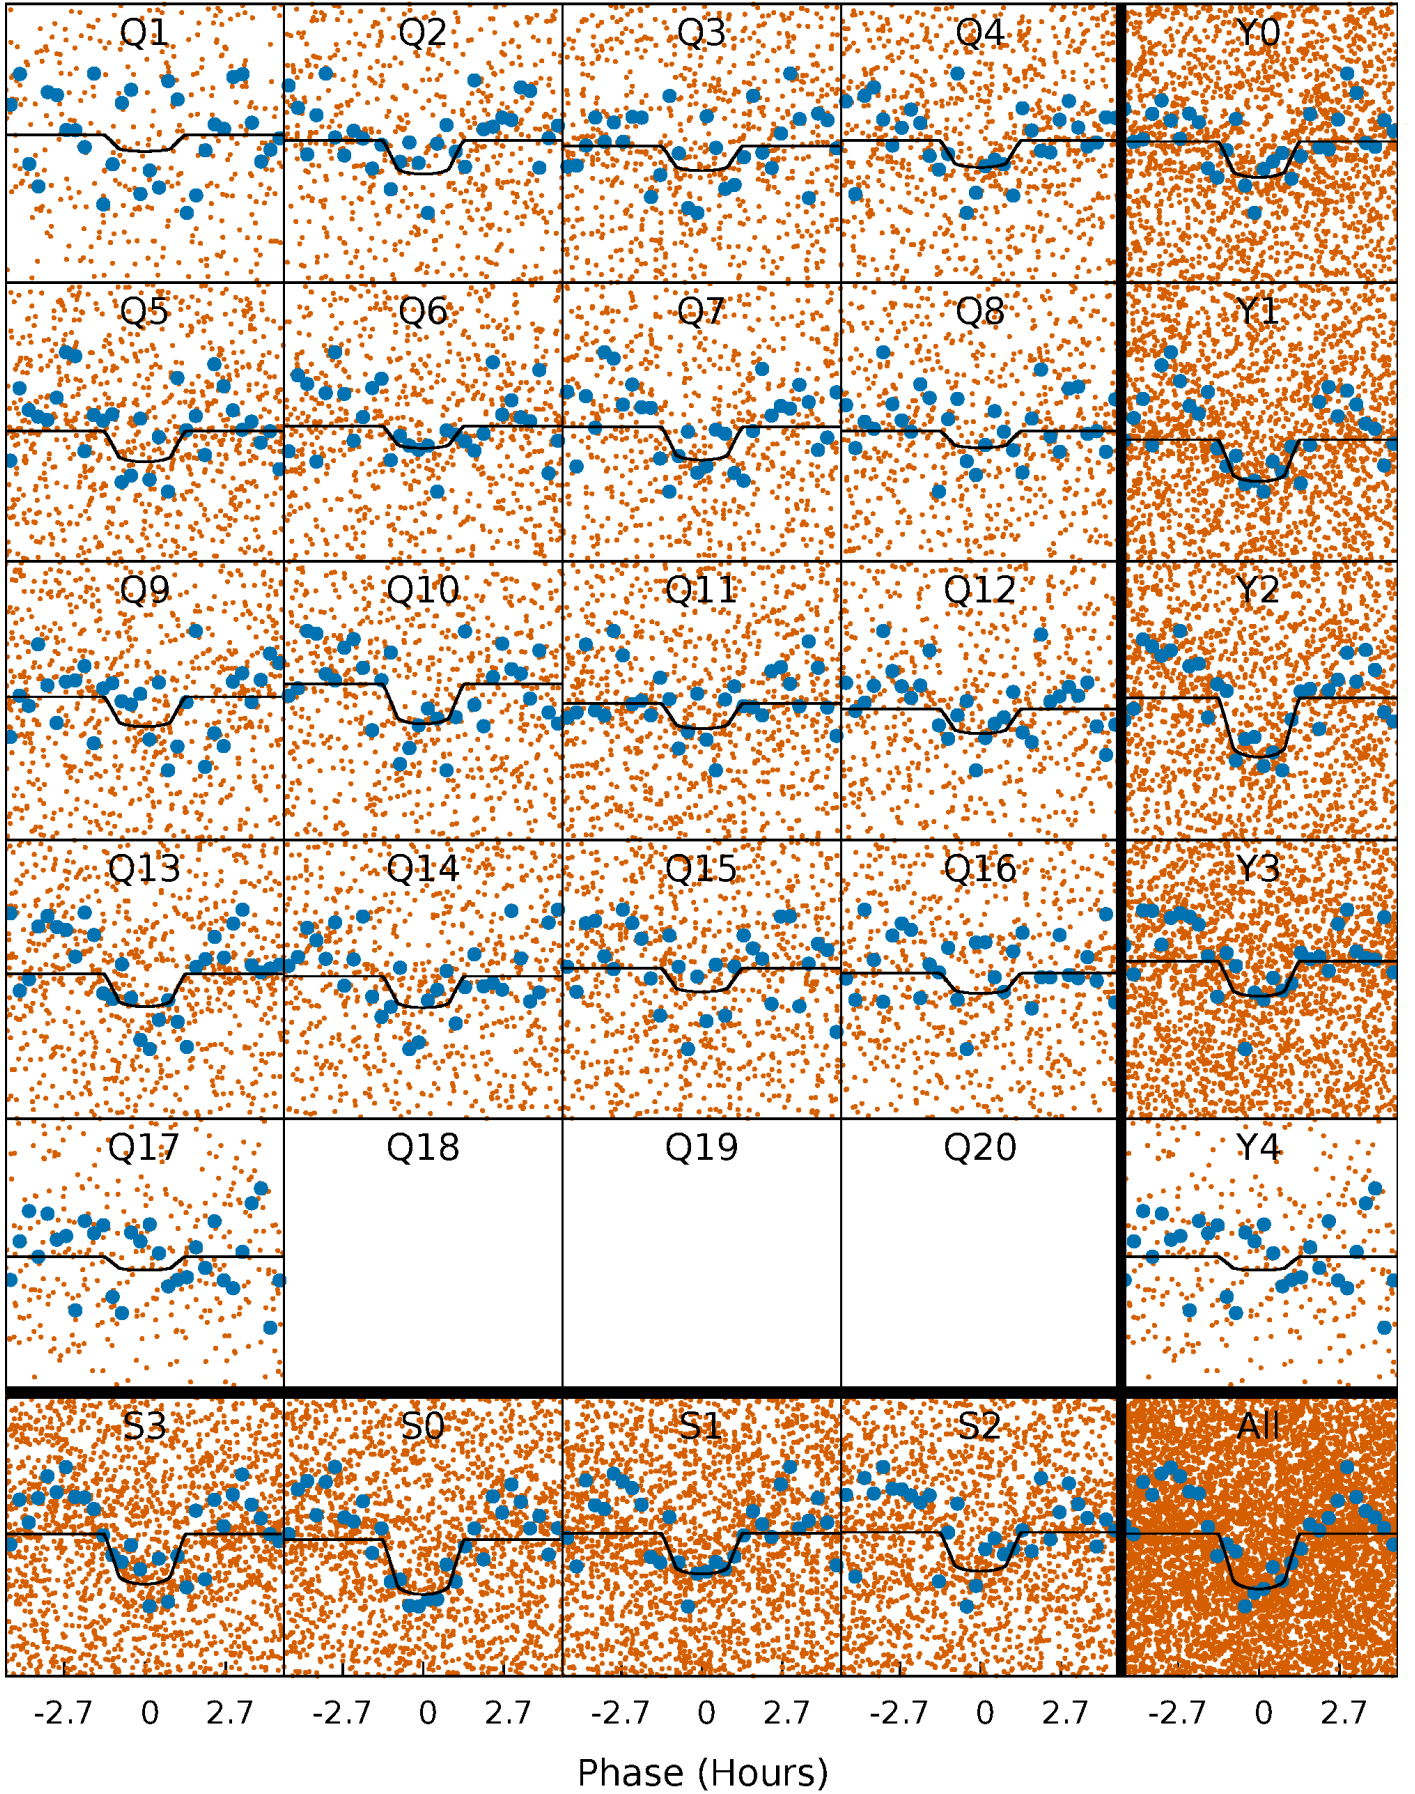 Q1 Q2 Q3 Q4 Y0
Q5 Q6 Q7 Q8 Y1
Q9 Q10 Q11 Q12 Y2
Q13 Q14 Q15 Q16 Y3
Q17 Q18 Q19 Q20 Y4
S3 S0 S1 S2 All
-2.7 0 2.7 -2.7 0 2.7 -2.7 0 2.7 -2.7 0 2.7 -2.7 0 2.7
Phase (Hours)